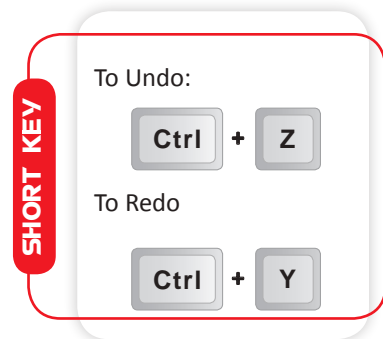 SHORT KEY
To Undo:
Ctrl + Z
To Redo
Ctrl + Y